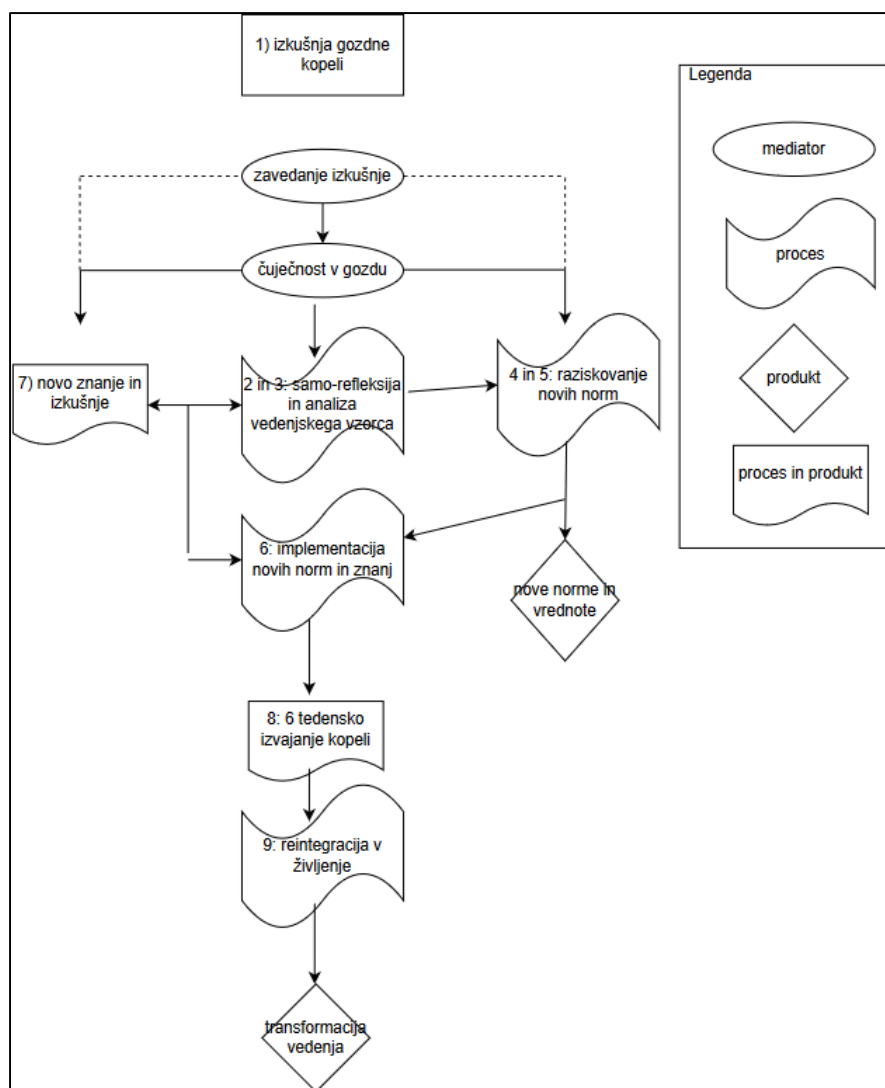 1) izkušnja gozdne
kopeli
Legenda
mediator
zavedanje izkušnje
proces
čuječnost v gozdu
7) novo znanje in
izkušnje
2 in 3: samo-refleksija
in analiza
vedenjskega vzorca
4 in 5: raziskovanje
novih norm
produkt
proces in produkt
6: implementacija
novih norm in znanj
nove norme in
vrednote
8: 6 tedensko
izvajanje kopeli
9: reintegracija v
življenje
transformacija
vedenja